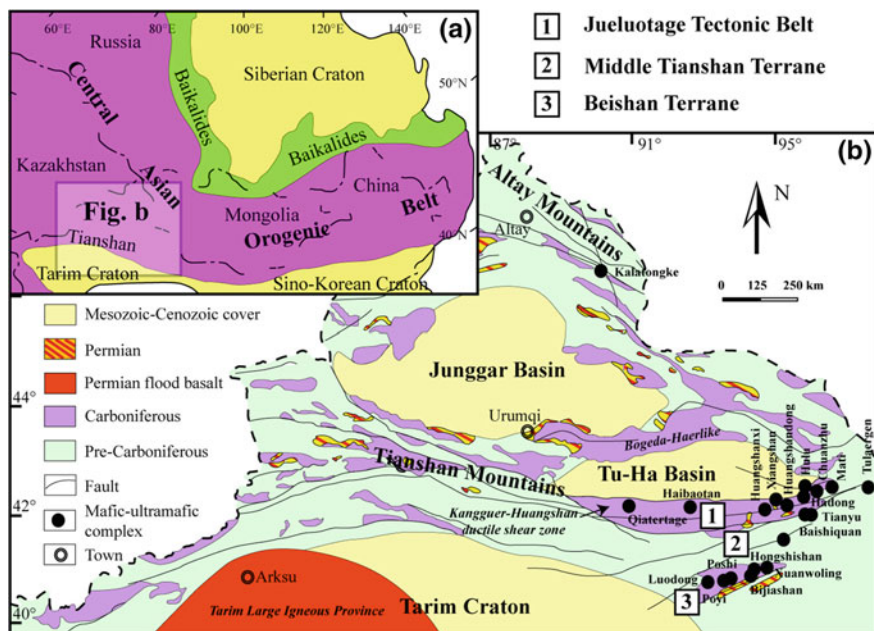 60°E
80°E
100°E
120°E
140°E
(a)
Russia
Siberian Craton
50°N
Baikalides
Baikalides
Central
Asian
Orogenic
Belt
Kazakhstan
China
Mongolia
Fig. b
40°N
Tianshan
Tarim Craton
Sino-Korean Craton
1 Jueluotage Tectonic Belt
2 Middle Tianshan Terrane
3 Beishan Terrane
87°
91°
95°
(b)
Altay Mountains
Altay
Kalatongke
N
0 125 250 km
Mesozoic-Cenozoic cover
Permian
Permian flood basalt
Carboniferous
Pre-Carboniferous
Fault
Mafic-ultramafic
complex
Town
44°
42°
40°
Junggar Basin
Urumqi
Bogeda-Haerlike
Tianshan Mountains
Tu-Ha Basin
Huangshanxi
Xiangshan
Huangshandong
Hulu
Chuanzhu
Mati
Tulaergen
Haibaotan
Kangguer-Huangshan
ductile shear zone
Qiatertage
1
Hadong
Tianyu
2
Baishiquan
Hongshishan
Poshi
Luodong
Xuanwoling
3
Poyi
Bijiashan
Arksu
Tarim Large Igneous Province
Tarim Craton